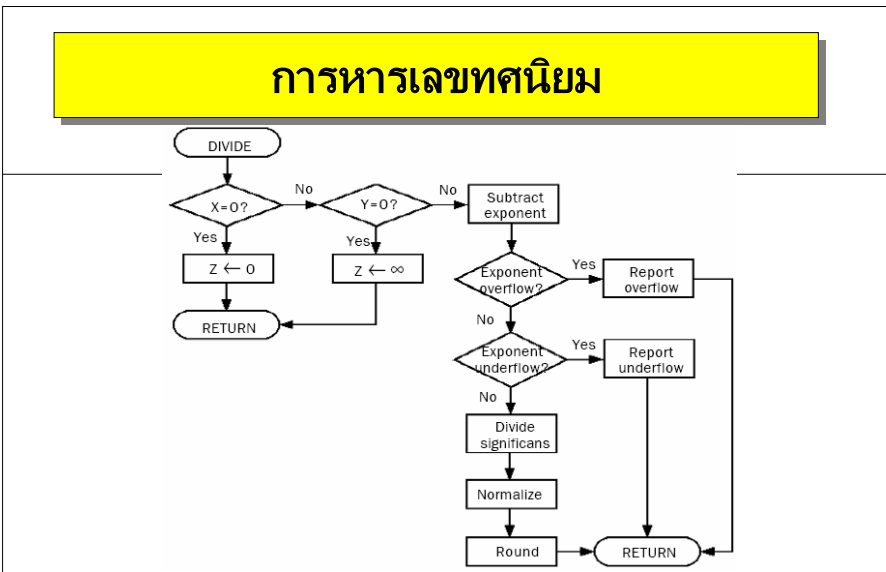 การหารเลขทศนิยม
DIVIDE
X=0?
No
Y=0?
No
Subtract
exponent
Yes
Yes
Z ← 0
Z ← ∞
RETURN
Exponent
overflow?
Yes
Report
overflow
No
Exponent
underflow?
Yes
Report
underflow
No
Divide
significans
Normalize
Round
RETURN